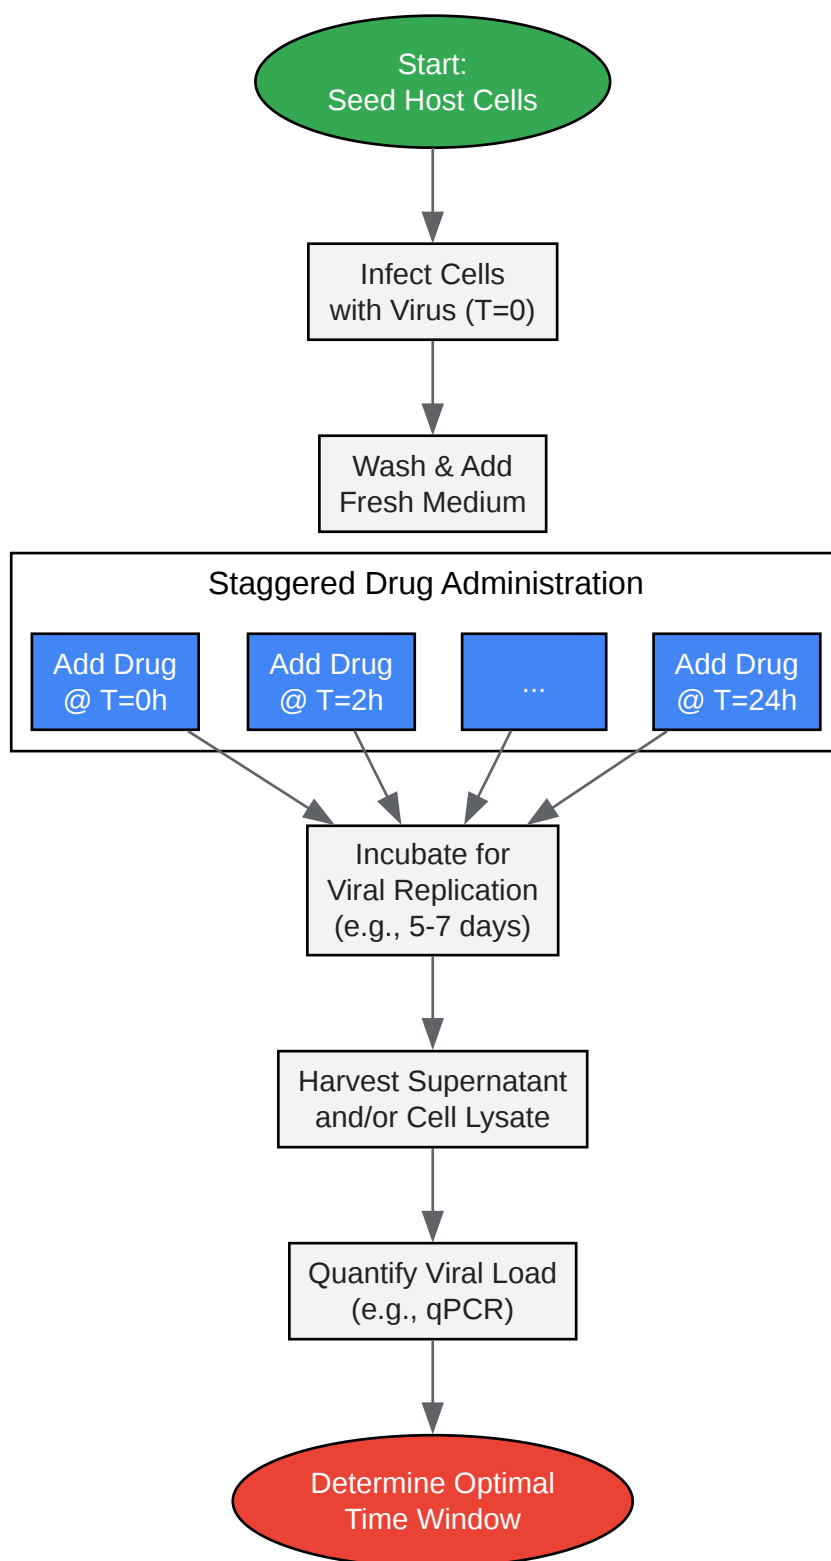 Start:
Seed Host Cells
Infect Cells
with Virus (T=0)
Wash & Add
Fresh Medium
Staggered Drug Administration
Add Drug
@ T=0h
Add Drug
@ T=2h
...
Add Drug
@ T=24h
Incubate for
Viral Replication
(e.g., 5-7 days)
Harvest Supernatant
and/or Cell Lysate
Quantify Viral Load
(e.g., qPCR)
Determine Optimal
Time Window